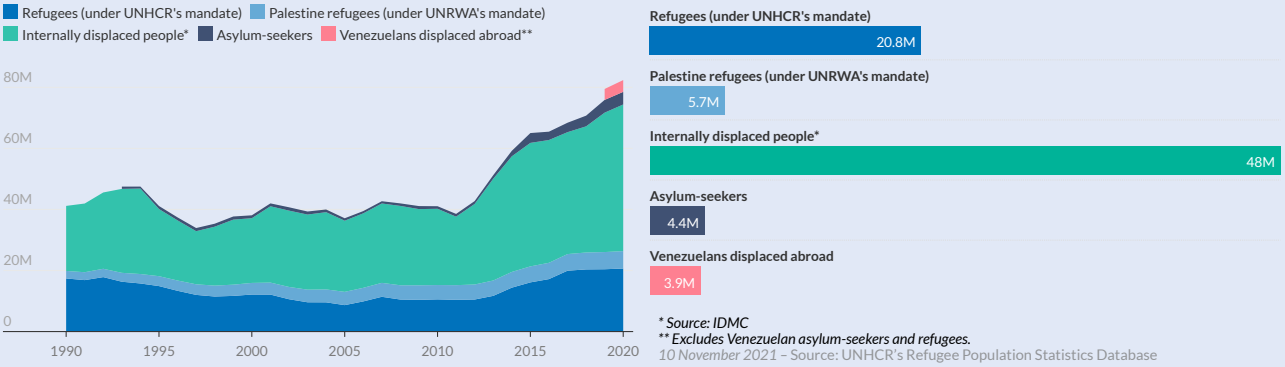 Refugees (under UNHCR's mandate) Palestine refugees (under UNRWA's mandate)
Internally displaced people* Asylum-seekers Venezuelans displaced abroad**
80M
60M
40M
20M
0
1990 1995 2000 2005 2010 2015 2020
Refugees (under UNHCR's mandate)
20.8M
Palestine refugees (under UNRWA's mandate)
5.7M
Internally displaced people*
48M
Asylum-seekers
4.4M
Venezuelans displaced abroad
3.9M
* Source: IDMC
** Excludes Venezuelan asylum-seekers and refugees.
10 November 2021 – Source: UNHCR's Refugee Population Statistics Database